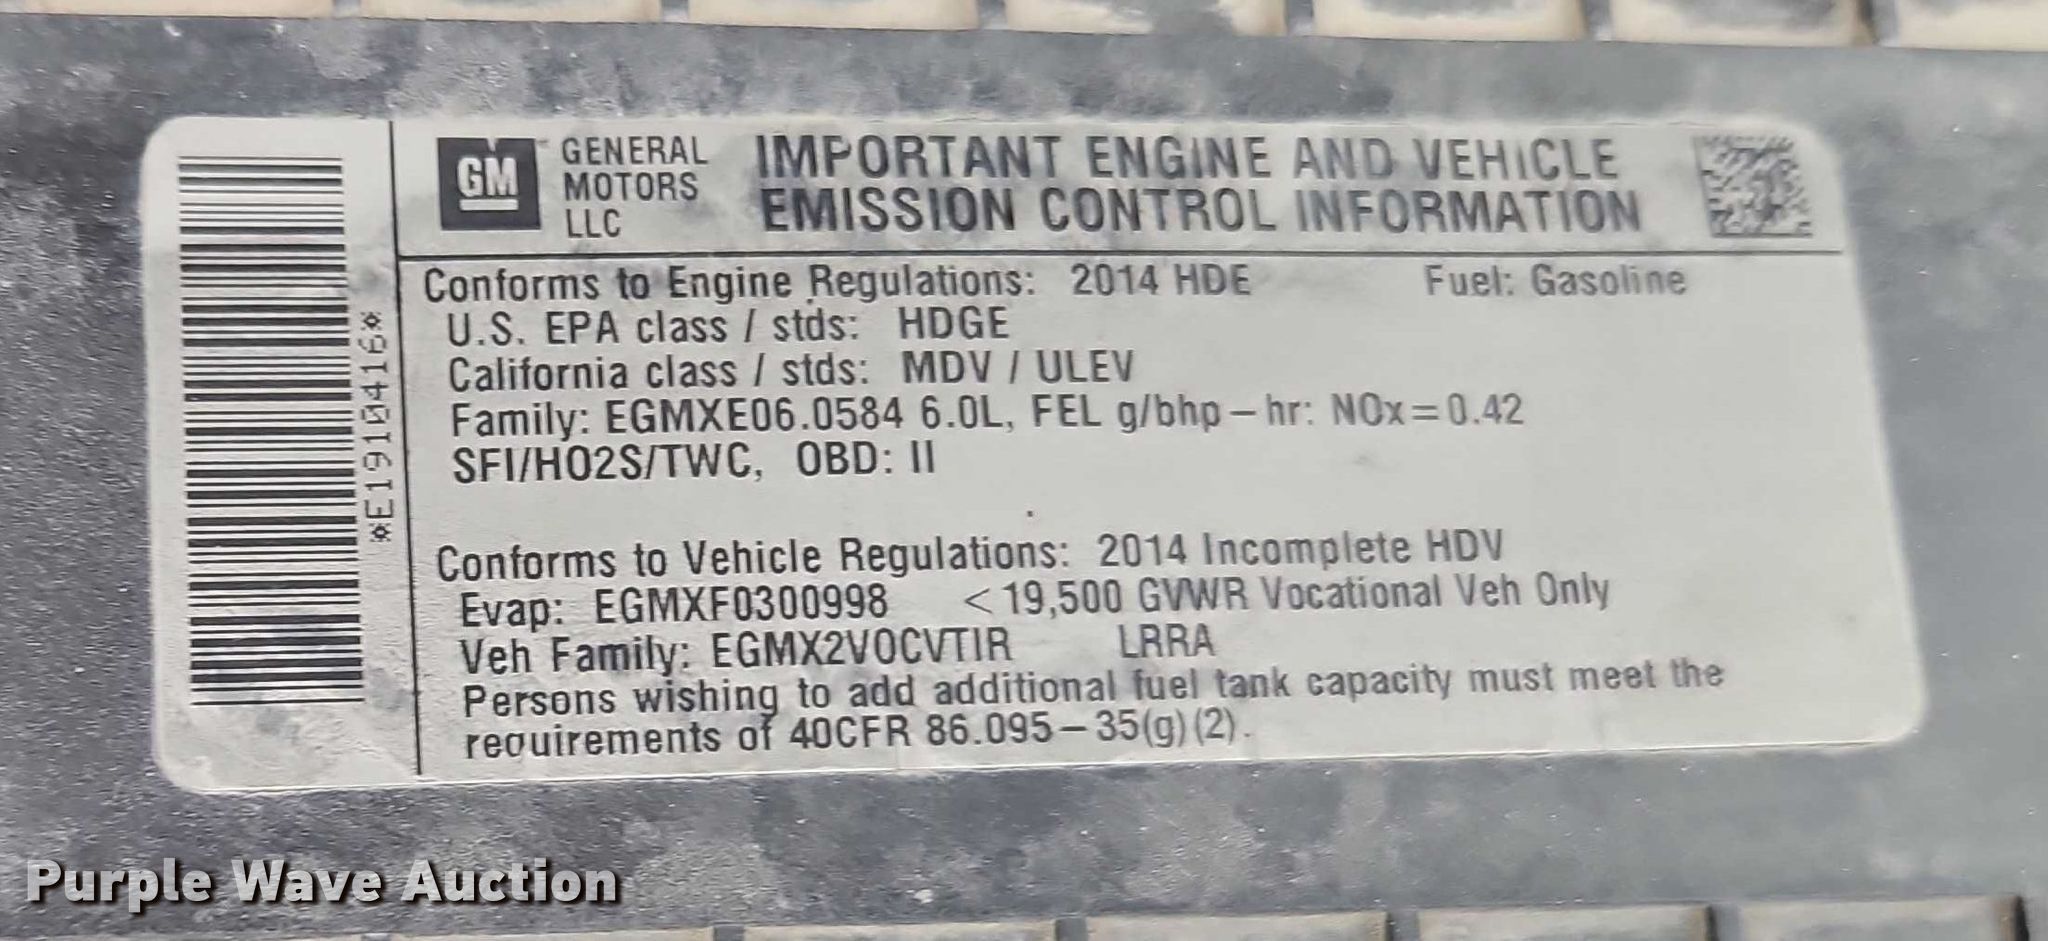 *E1910416*
GM
GENERAL
MOTORS
LLC
IMPORTANT ENGINE AND VEHICLE
EMISSION CONTROL INFORMATION
Conforms to Engine Regulations: 2014 HDE Fuel: Gasoline
U.S. EPA class / stds: HDGE
California class / stds: MDV / ULEV
Family: EGMXE06.0584 6.0L, FEL g/bhp – hr: NOx = 0.42
SFI/HO2S/TWC, OBD: II
Conforms to Vehicle Regulations: 2014 Incomplete HDV
Evap: EGMXF0300998 < 19,500 GVWR Vocational Veh Only
Veh Family: EGMX2VOCVTIR LRRA
Persons wishing to add additional fuel tank capacity must meet the
requirements of 40CFR 86.095 – 35(g)(2).
Purple Wave Auction